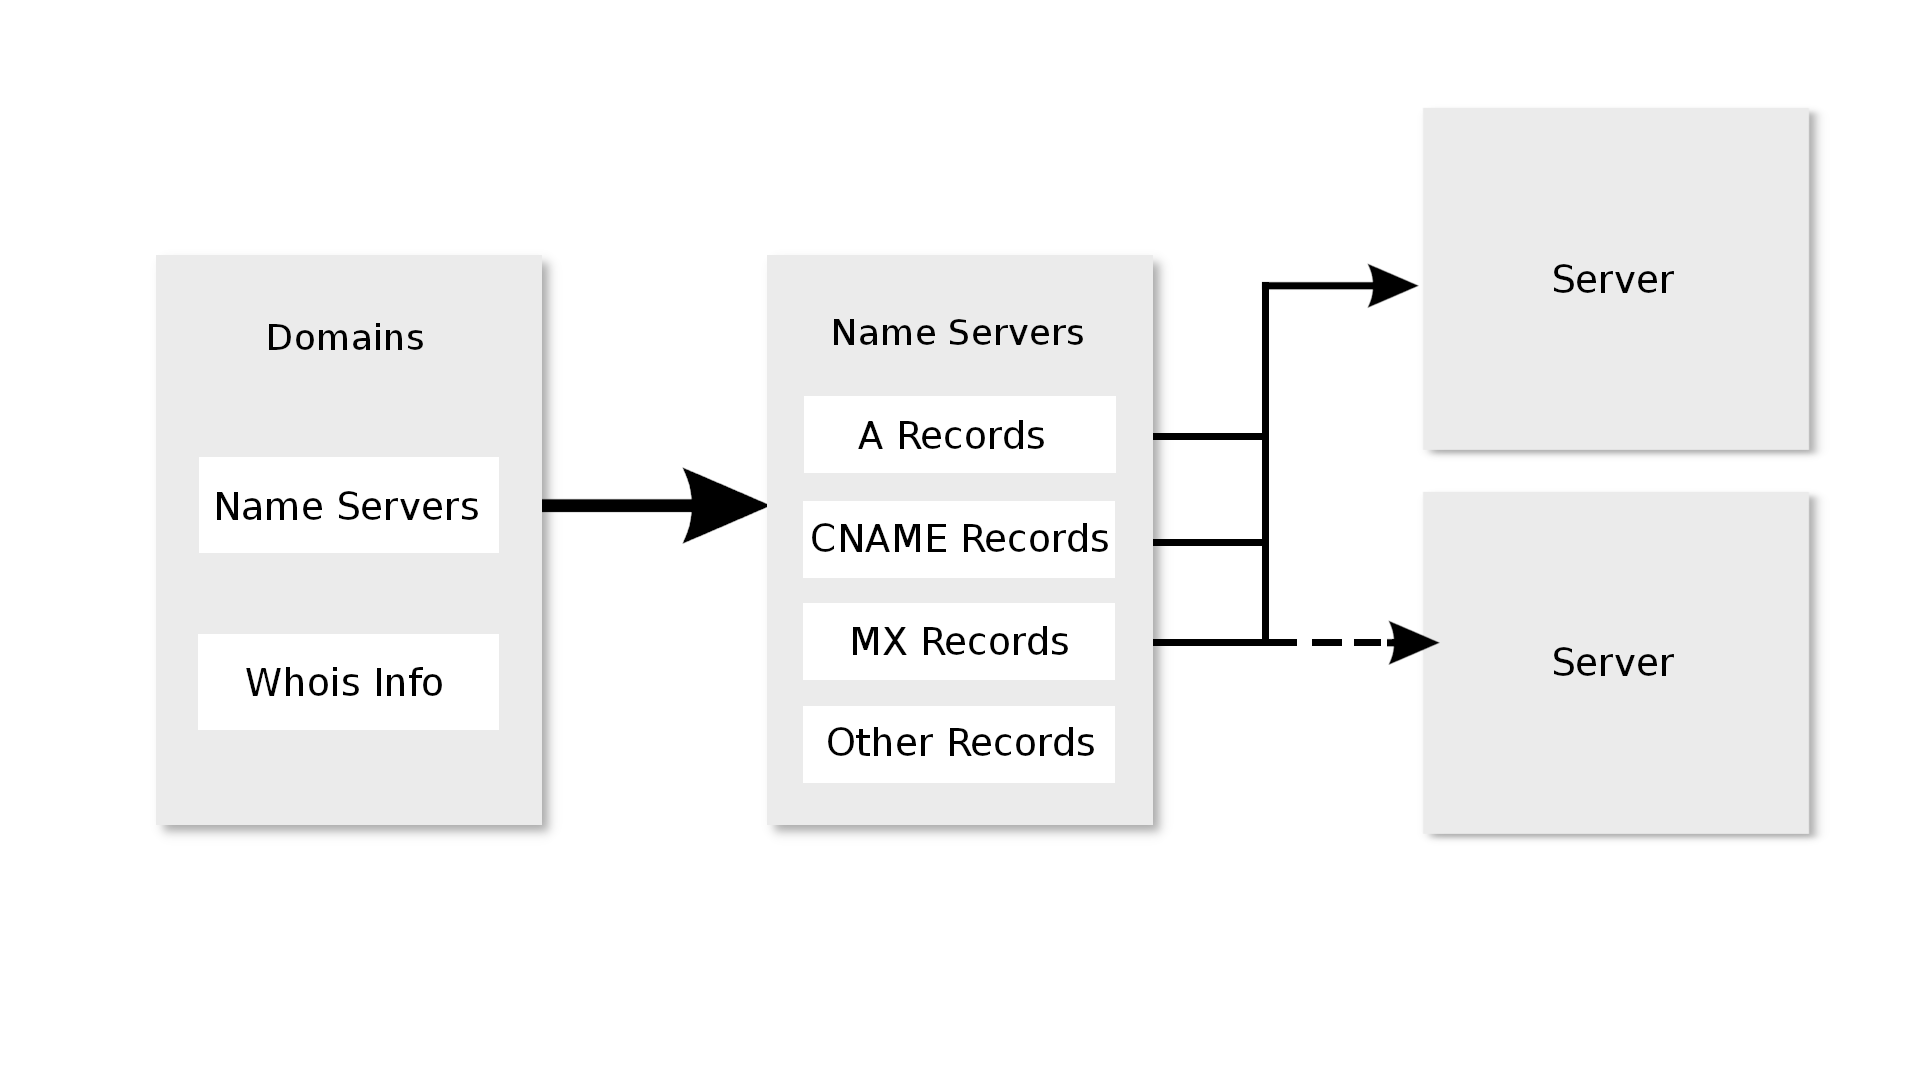 Domains
Name Servers
Whois Info
Name Servers
A Records
CNAME Records
MX Records
Other Records
Server
Server